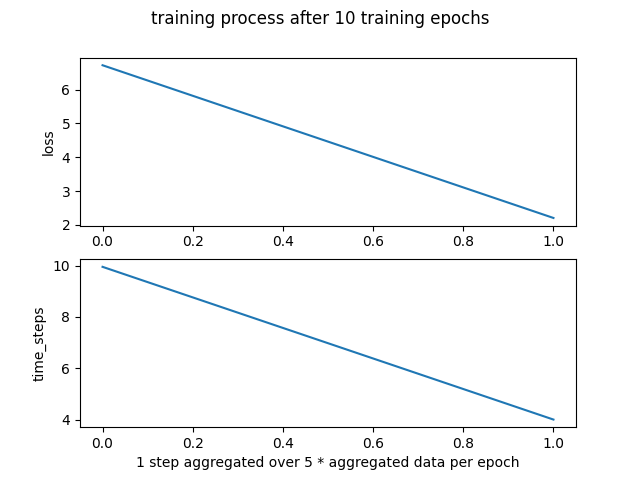 training process after 10 training epochs
6
5
4
3
2
loss
0.0 0.2 0.4 0.6 0.8 1.0
10
8
6
4
time_steps
0.0 0.2 0.4 0.6 0.8 1.0
1 step aggregated over 5 * aggregated data per epoch